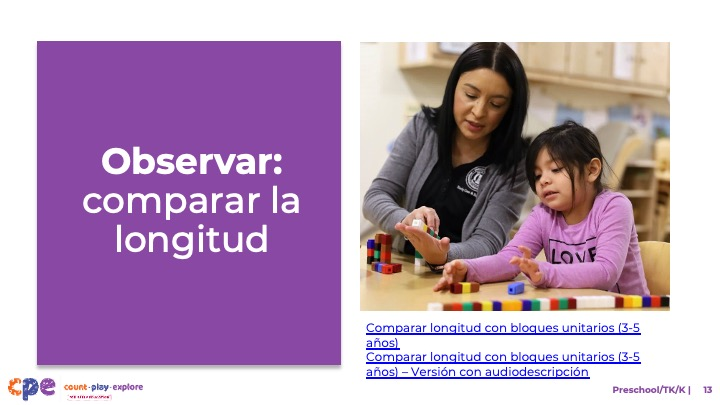 Observar:
comparar la
longitud
LOVE
Comparar longitud con bloques unitarios (3-5
años)
Comparar longitud con bloques unitarios (3-5
años) – Versión con audiodescripción
cpe
count·play·explore
Preschool/TK/K | 13